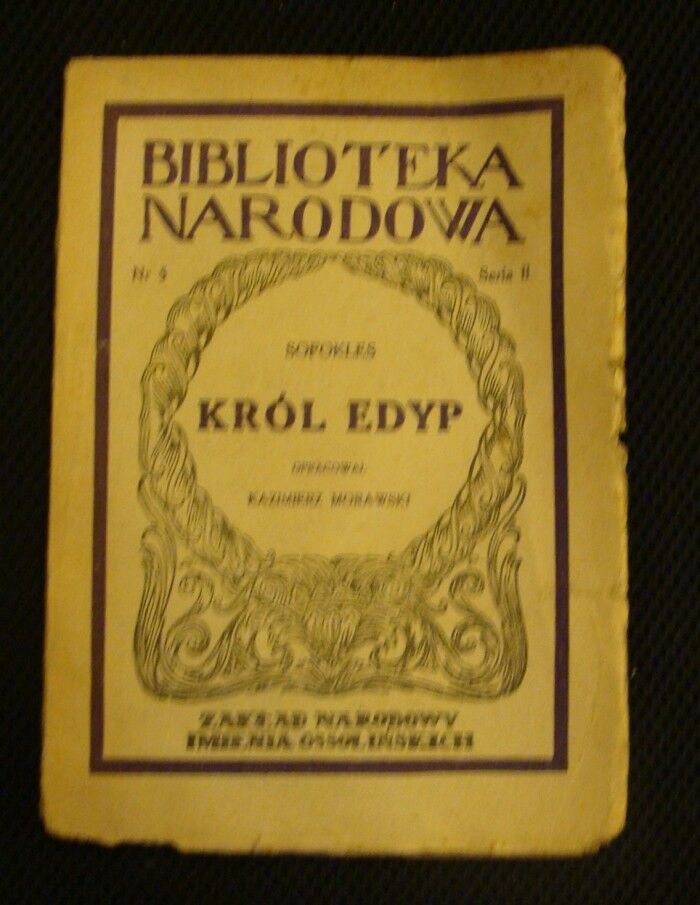 BIBLIOTEKA
NARODOWA
Nr 5 Seria II
SOFOKLES
KRÓL EDYP
OPRACOWAŁ
KAZIMIERZ MORAWSKI
ZAKŁAD NARODOWY
IMIENIA OSSOLIŃSKICH